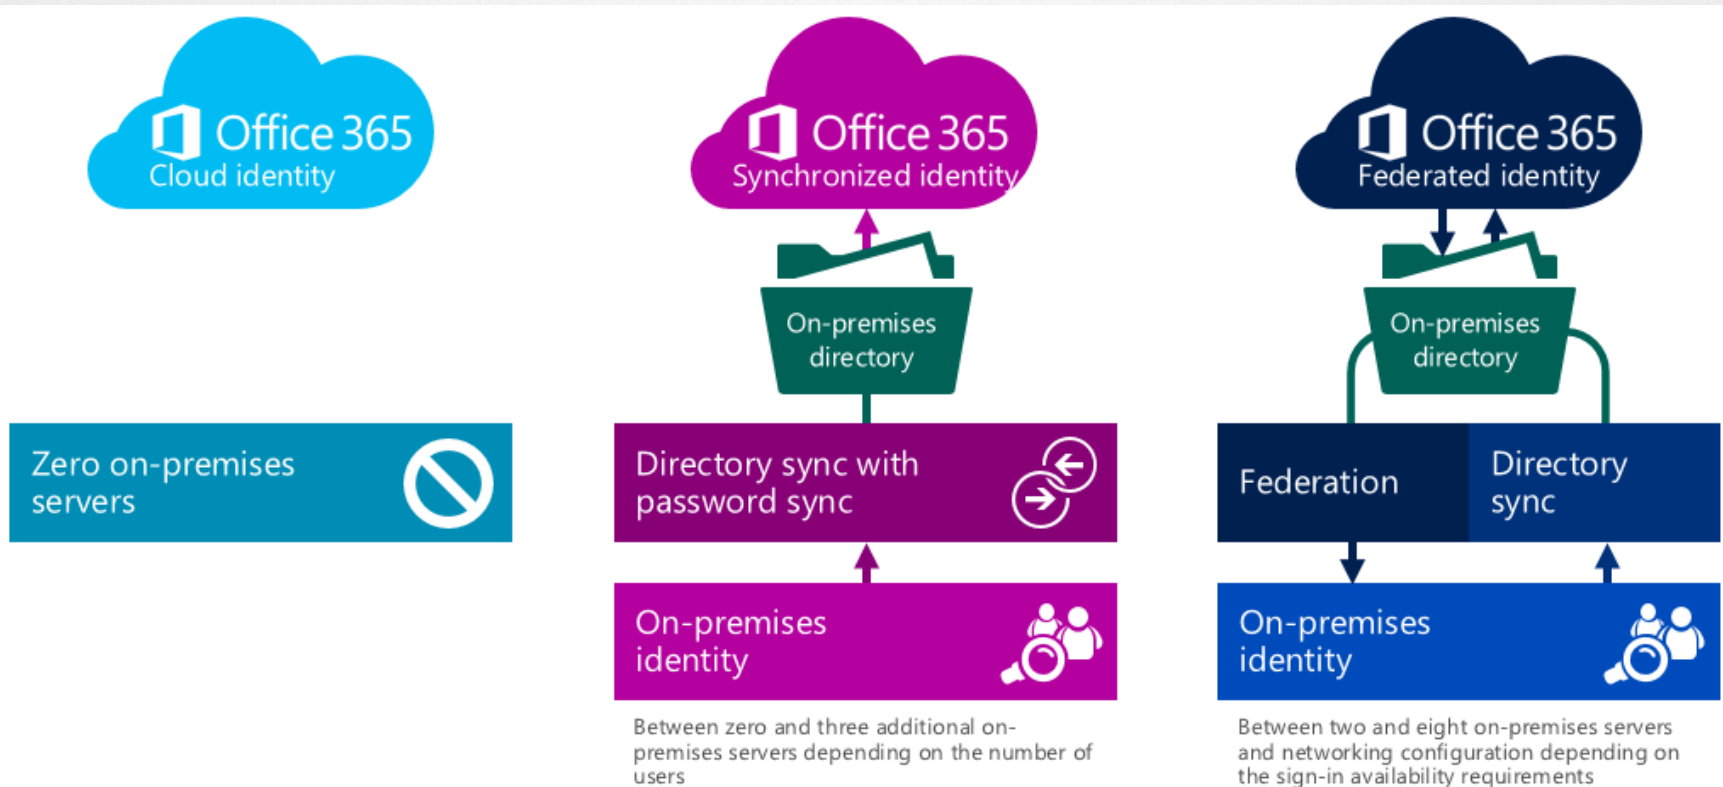 Office 365
Cloud identity
Zero on-premises
servers
Office 365
Synchronized identity
On-premises
directory
Directory sync with
password sync
On-premises
identity
Between zero and three additional on-
premises servers depending on the number of
users
Office 365
Federated identity
On-premises
directory
Federation
Directory
sync
On-premises
identity
Between two and eight on-premises servers
and networking configuration depending on
the sign-in availability requirements